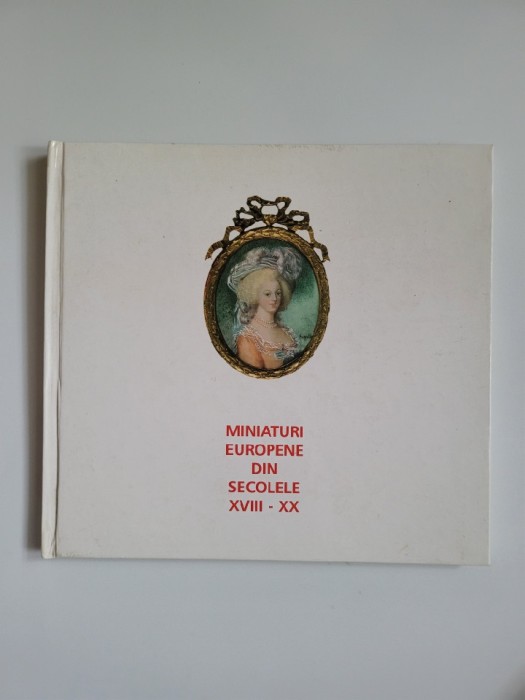 MINIATURI
EUROPENE
DIN
SECOLELE
XVIII - XX